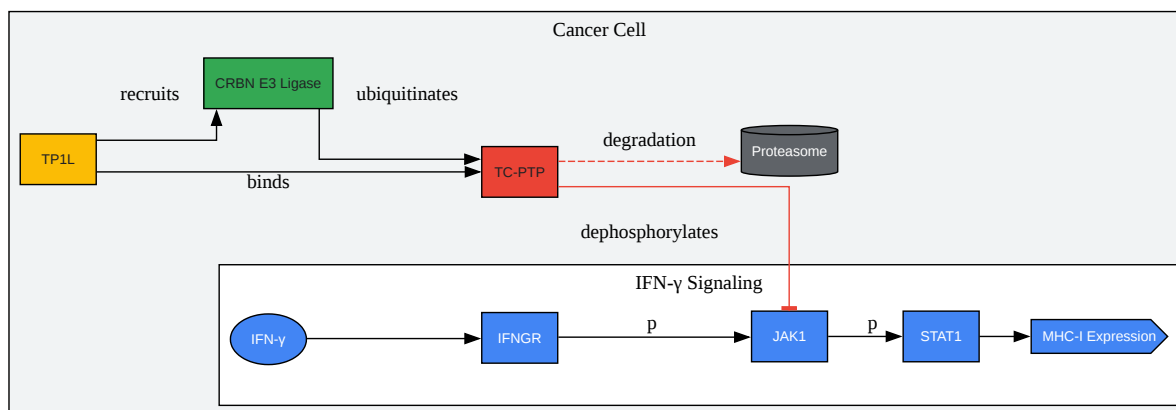 Cancer Cell
CRBN E3 Ligase
recruits
ubiquitinates
TP1L
binds
TC-PTP
degradation
Proteasome
dephosphorylates
IFN-γ Signaling
IFN-γ
IFNGR
p
JAK1
p
STAT1
MHC-I Expression